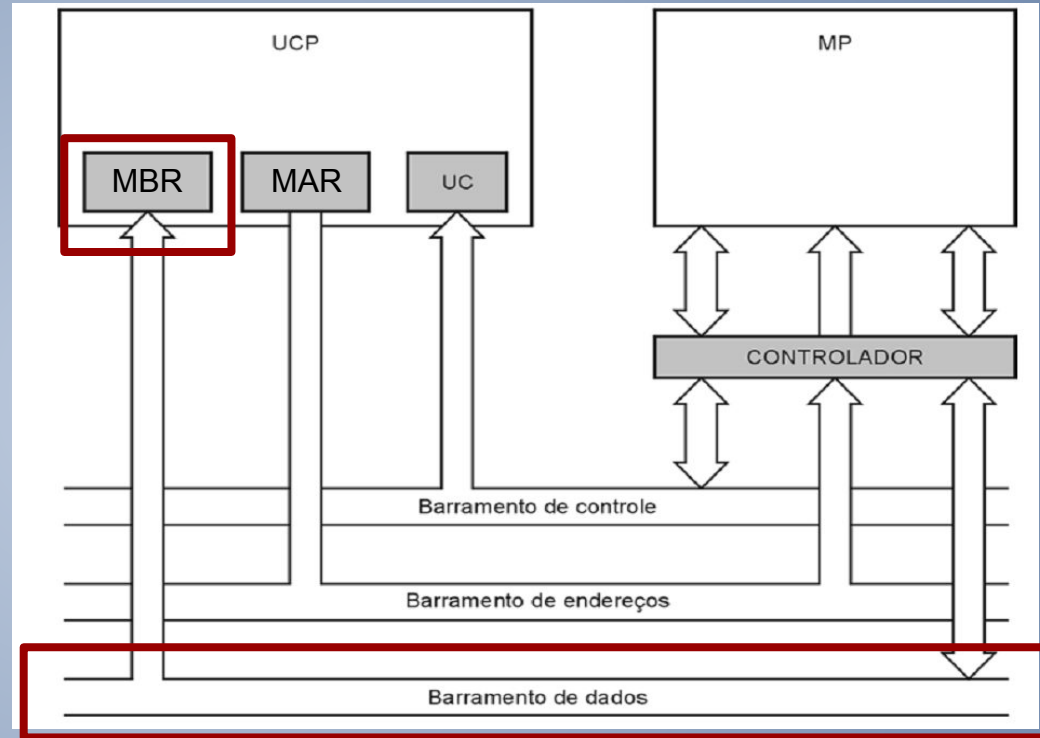 UCP
MP
MBR
MAR
UC
CONTROLADOR
Barramento de controle
Barramento de endereços
Barramento de dados